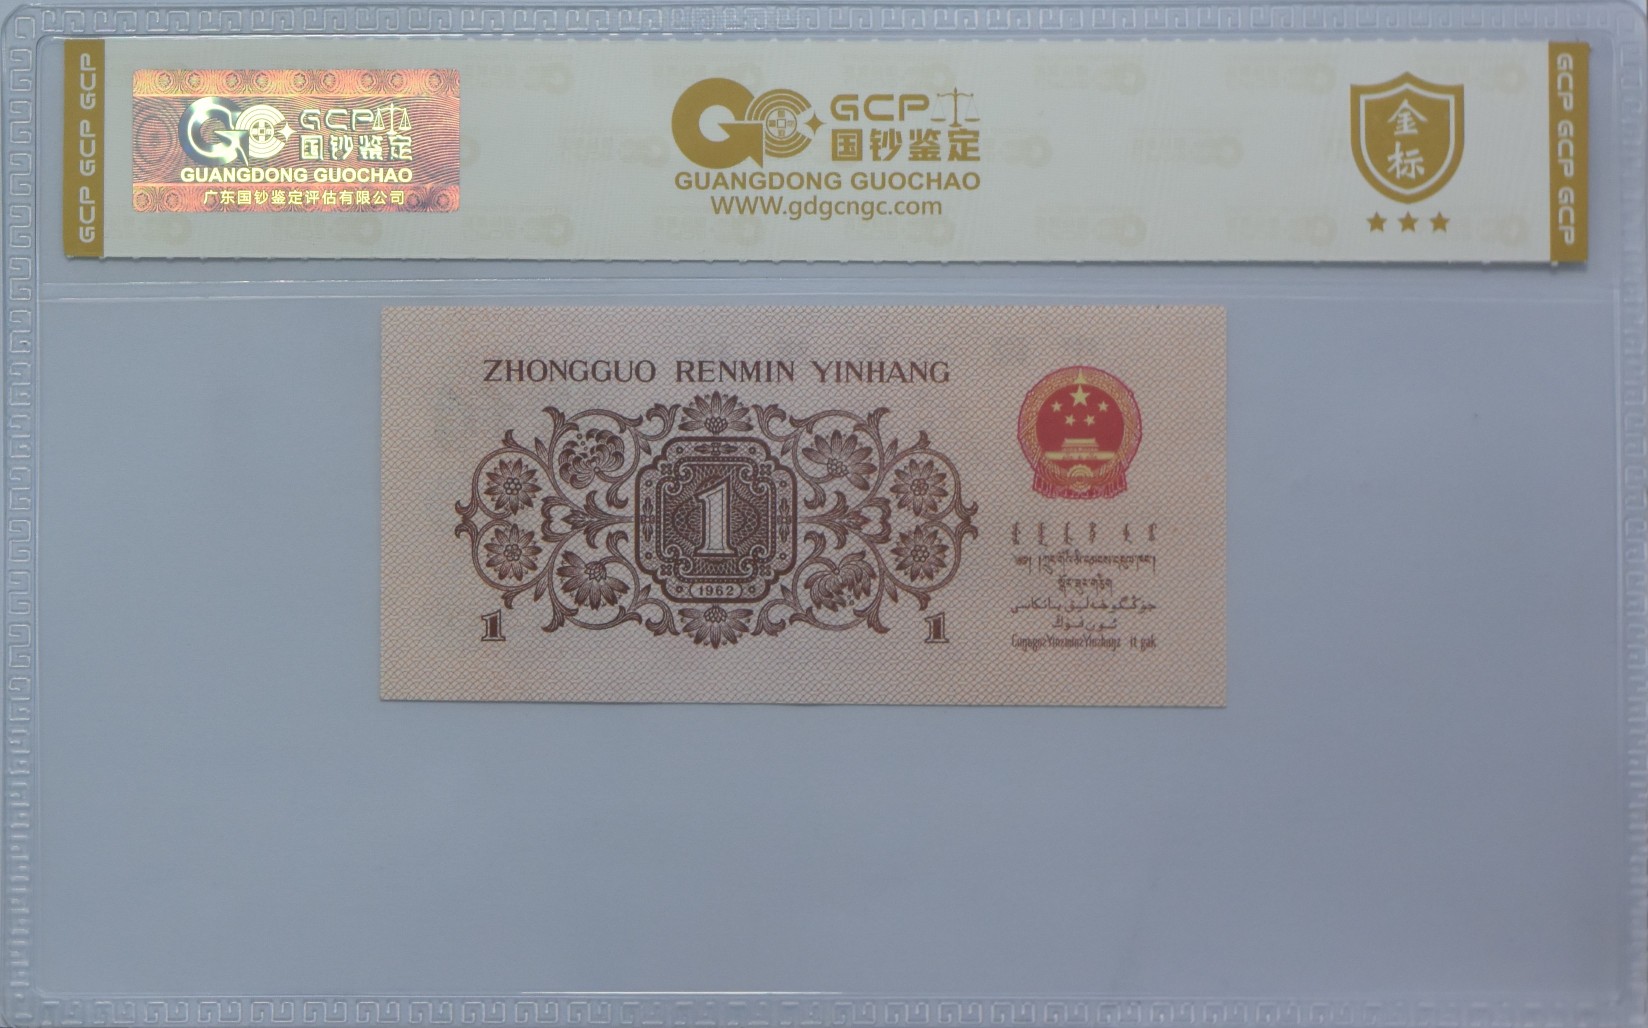 GCP GCP GCP
GCP
国钞鉴定
GUANGDONG GUOCHAO
广东国钞鉴定评估有限公司
GCP
国钞鉴定
GUANGDONG GUOCHAO
WWW.gdgcngc.com
金标
GCP GCP GCP
ZHONGGUO RENMIN YINHANG
1
(1962)
1
1